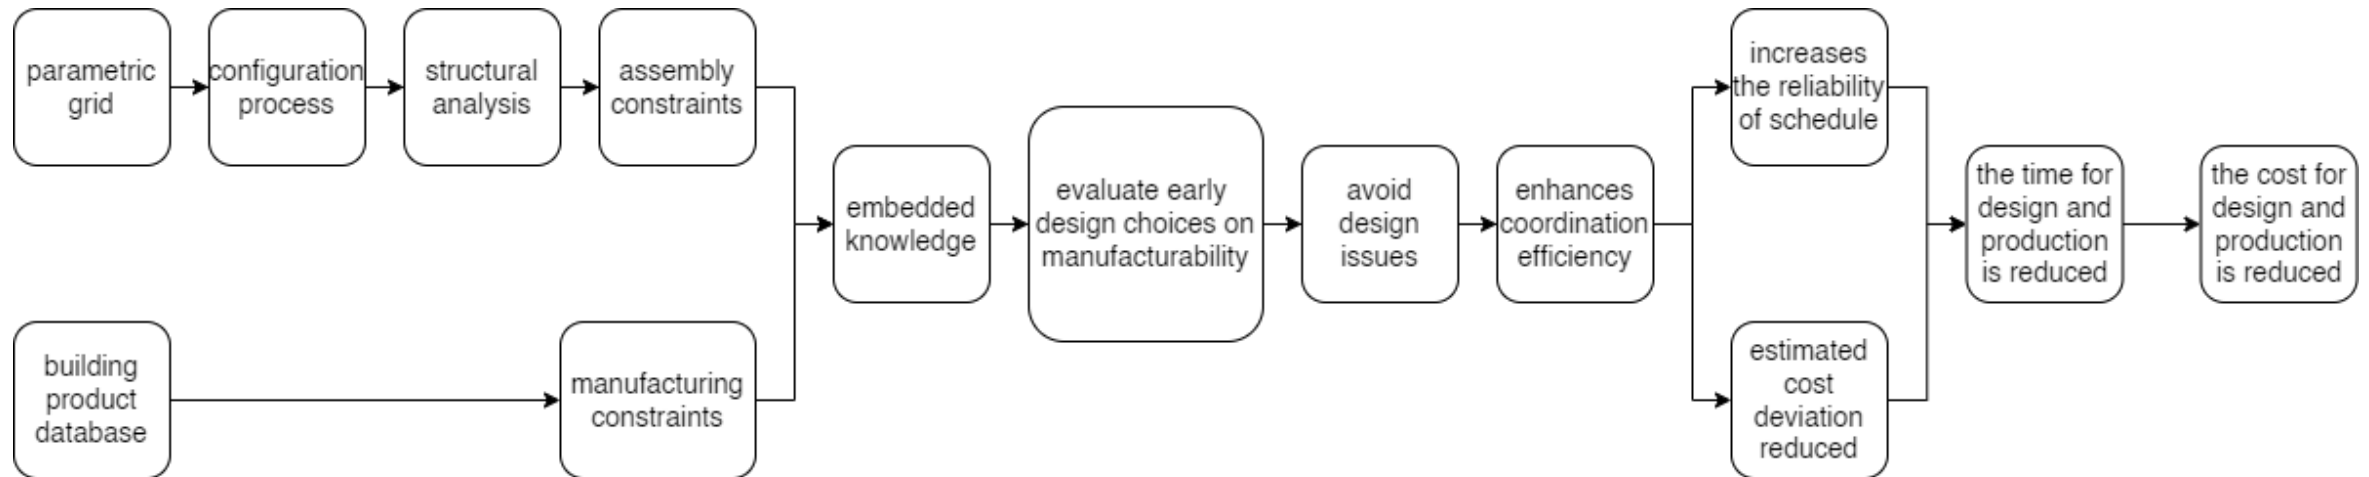 parametric
grid
configuration
process
structural
analysis
assembly
constraints
building
product
database
manufacturing
constraints
embedded
knowledge
evaluate early
design choices on
manufacturability
avoid
design
issues
enhances
coordination
efficiency
increases
the reliability
of schedule
estimated
cost
deviation
reduced
the time for
design and
production
is reduced
the cost for
design and
production
is reduced